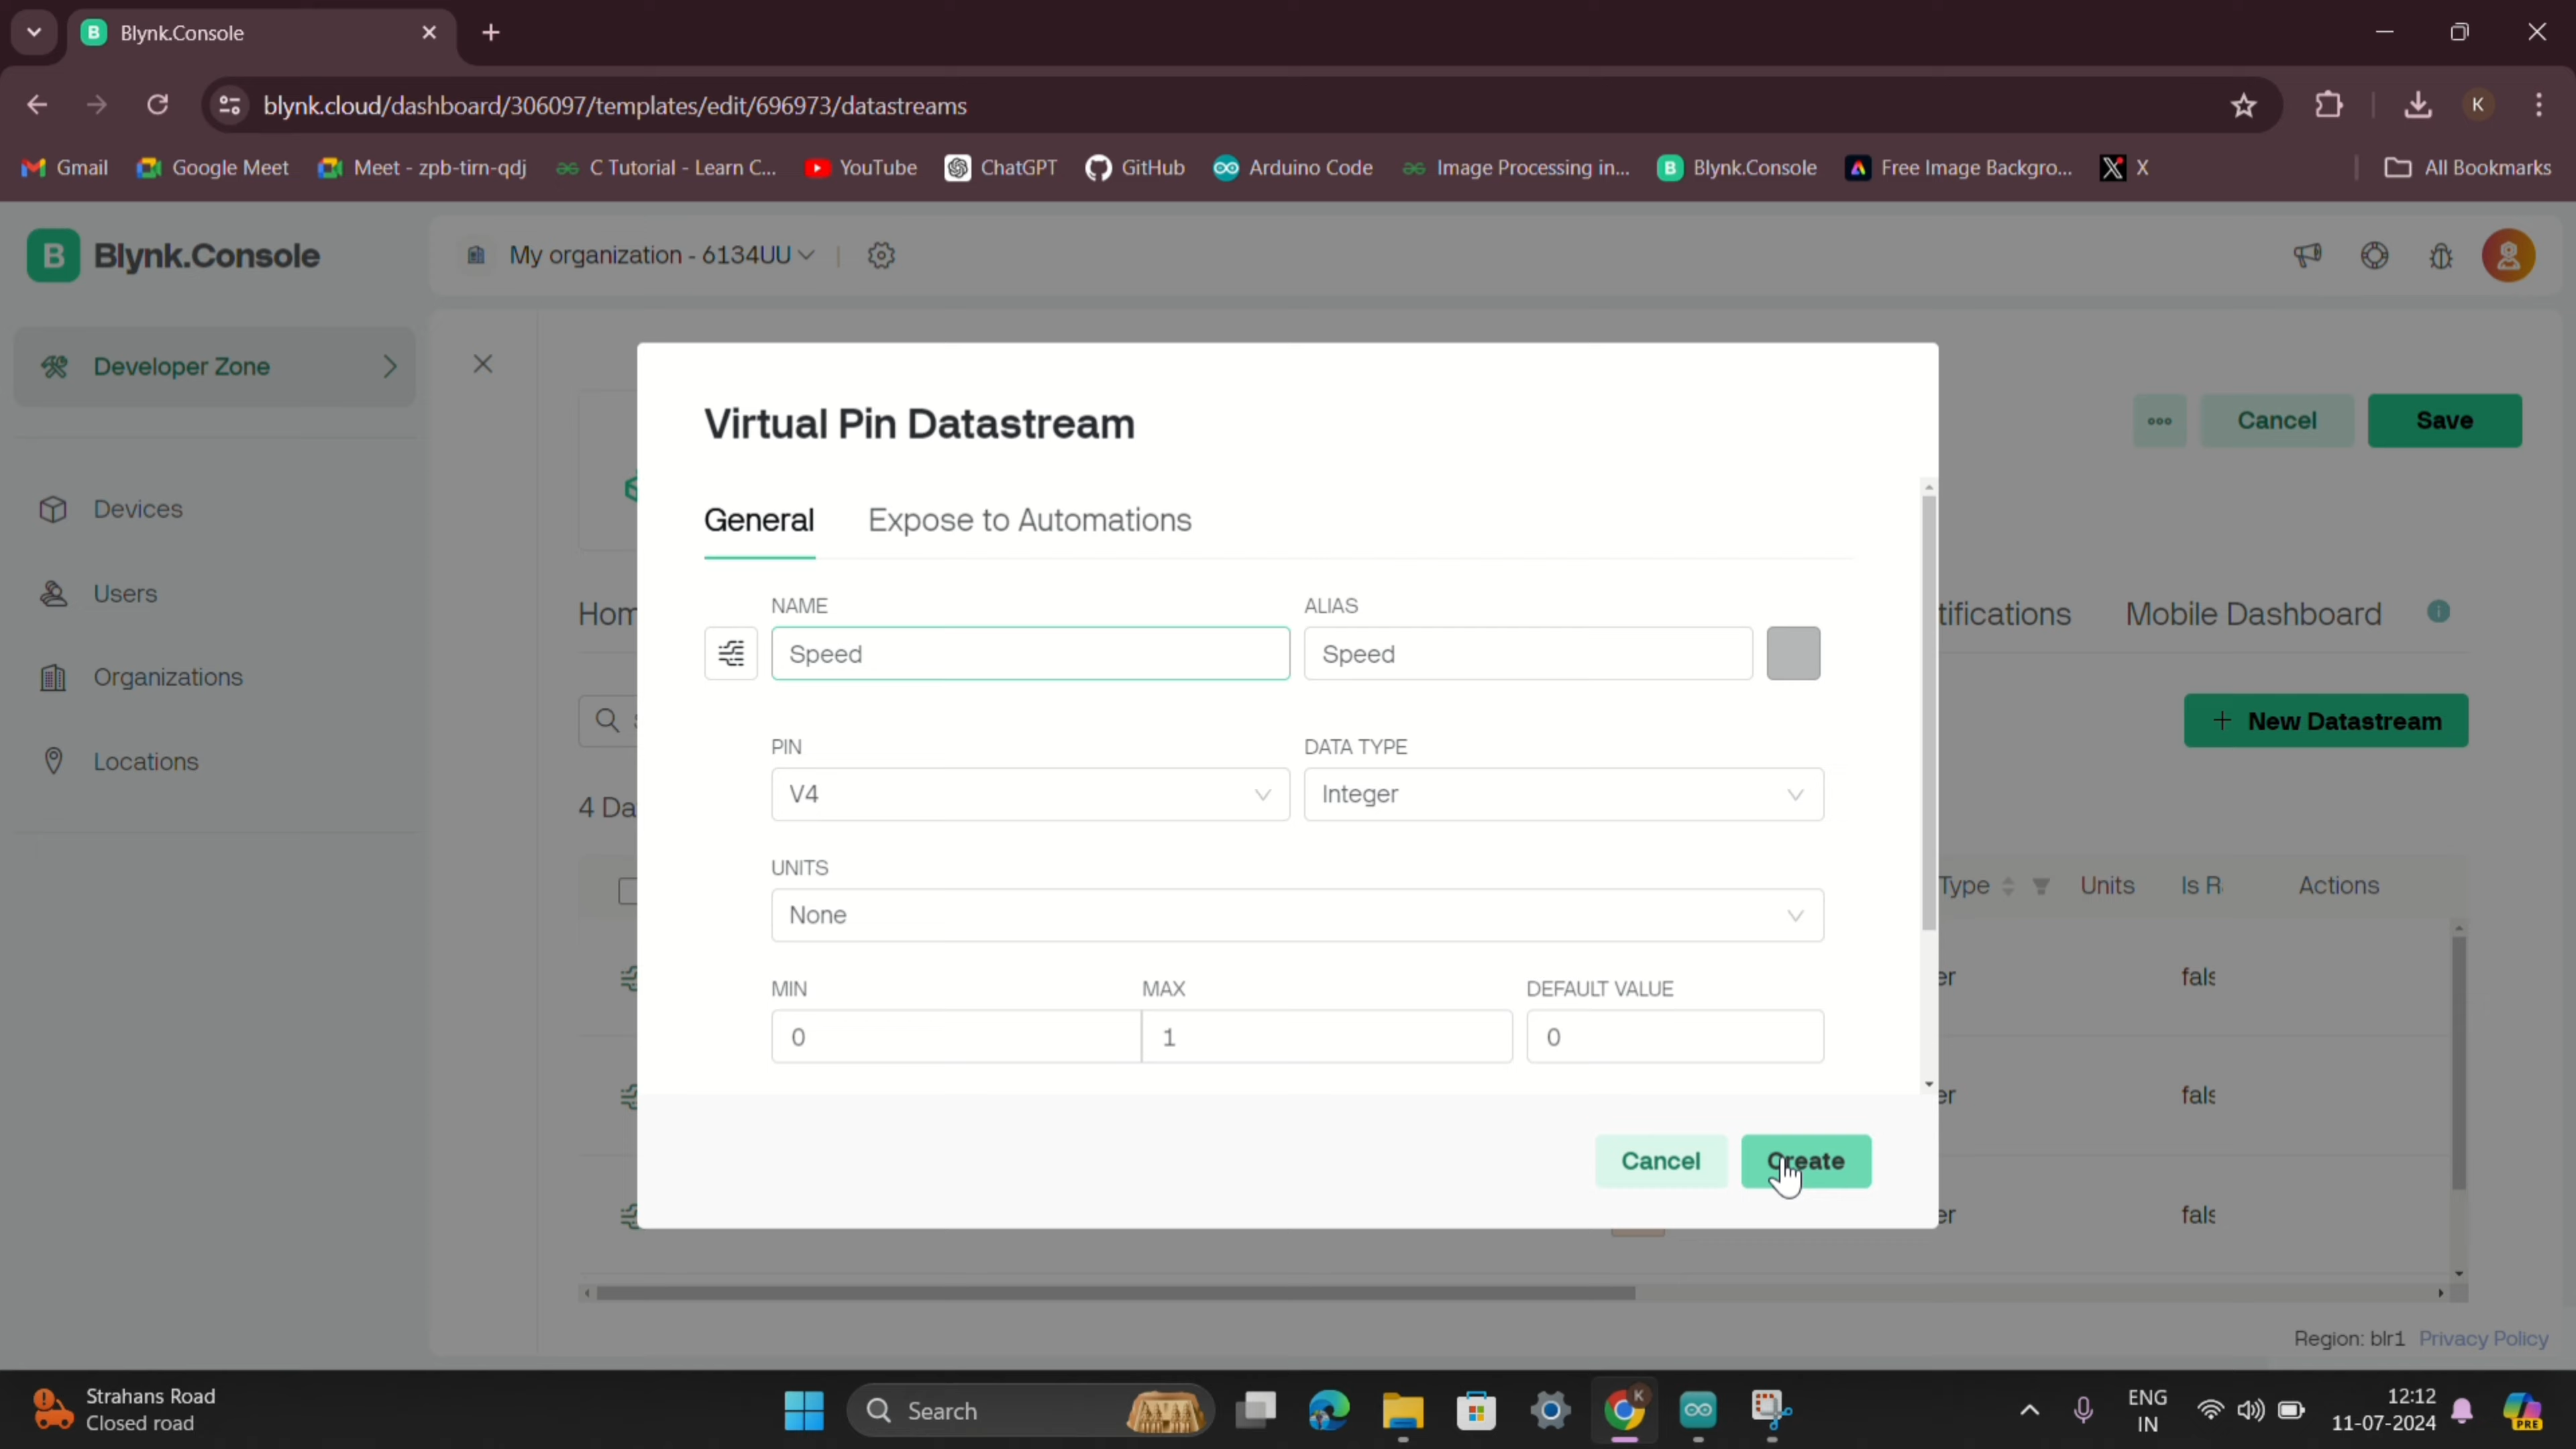 Blynk.Console
blynk.cloud/dashboard/306097/templates/edit/696973/datastreams
K
Gmail Google Meet Meet - zpb-tirn-qdj C Tutorial - Learn C... YouTube ChatGPT GitHub Arduino Code Image Processing in... Blynk.Console Free Image Backgro... X All Bookmarks
B Blynk.Console
My organization - 6134UU
Developer Zone
Cancel Save
Virtual Pin Datastream
General Expose to Automations
Devices
Users
Hom
tifications Mobile Dashboard
NAME ALIAS
Speed Speed
Organizations
New Datastream
PIN DATA TYPE
V4 Integer
Locations
4 Da
UNITS
None
Type Units Is R Actions
MIN MAX DEFAULT VALUE
0 1 0
er fals
er fals
er fals
Cancel Create
Region: blr1 Privacy Policy
Strahans Road
Closed road
Search
ENG
IN
12:12
11-07-2024
PRE